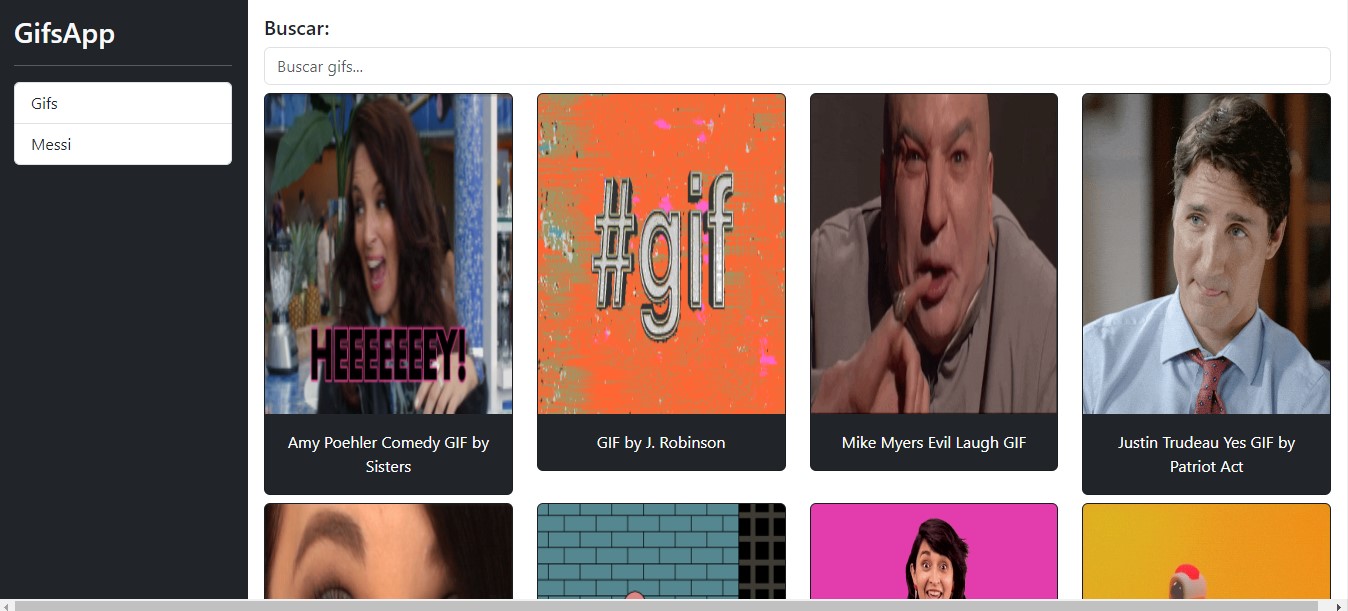 GifsApp
Gifs
Messi
Buscar:
Buscar gifs...
HEEEEEEEY!
#gif
Amy Poehler Comedy GIF by
Sisters
GIF by J. Robinson
Mike Myers Evil Laugh GIF
Justin Trudeau Yes GIF by
Patriot Act